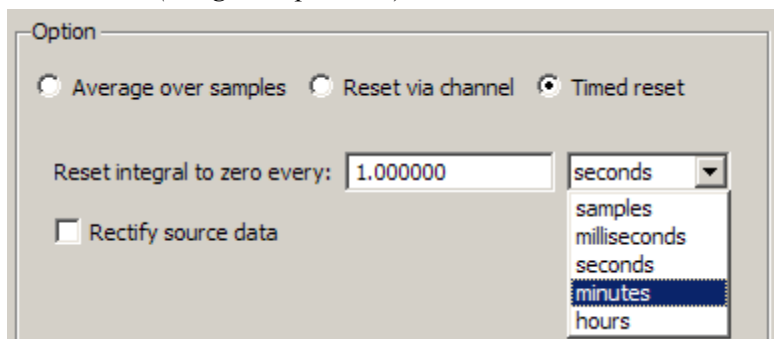 Option
Average over samples Reset via channel Timed reset
Reset integral to zero every: 1.000000 seconds
Rectify source data
samples
milliseconds
seconds
minutes
hours